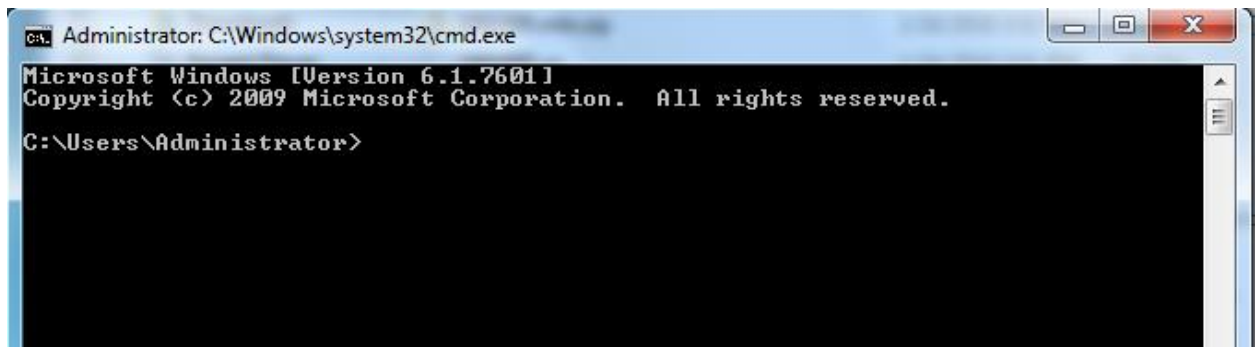 Administrator: C:\Windows\system32\cmd.exe
Microsoft Windows [Version 6.1.7601]
Copyright (c) 2009 Microsoft Corporation.  All rights reserved.
C:\Users\Administrator>